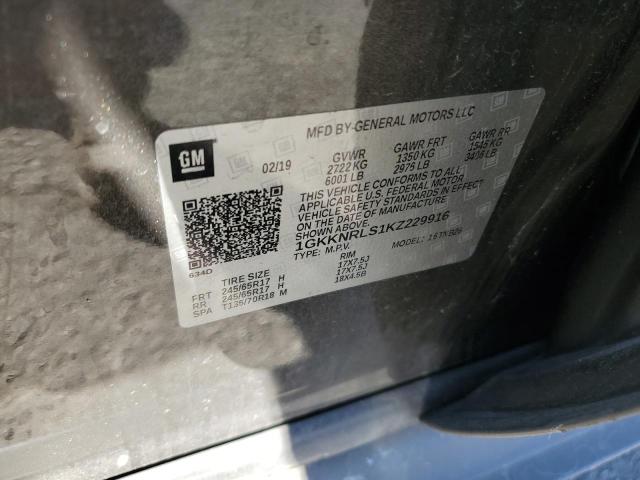 MFD BY-GENERAL MOTORS LLC
GM
02/19
GVWR GAWR FRT GAWR RR
2722 KG 1350 KG 1545 KG
6001 LB 2975 LB 3416 LB
THIS VEHICLE CONFORMS TO ALL
APPLICABLE U.S. FEDERAL MOTOR
VEHICLE SAFETY STANDARDS IN EFFECT
ON THE DATE OF MANUFACTURE
SHOWN ABOVE.
1GKKNRLS1KZ229916
TYPE: M.P.V. MODEL:
634D
TIRE SIZE RIM
FRT 245/65R17 H 17X7.5J
RR 245/65R17 H 17X7.5J
SPA T135/70R18 M 18X4.5B